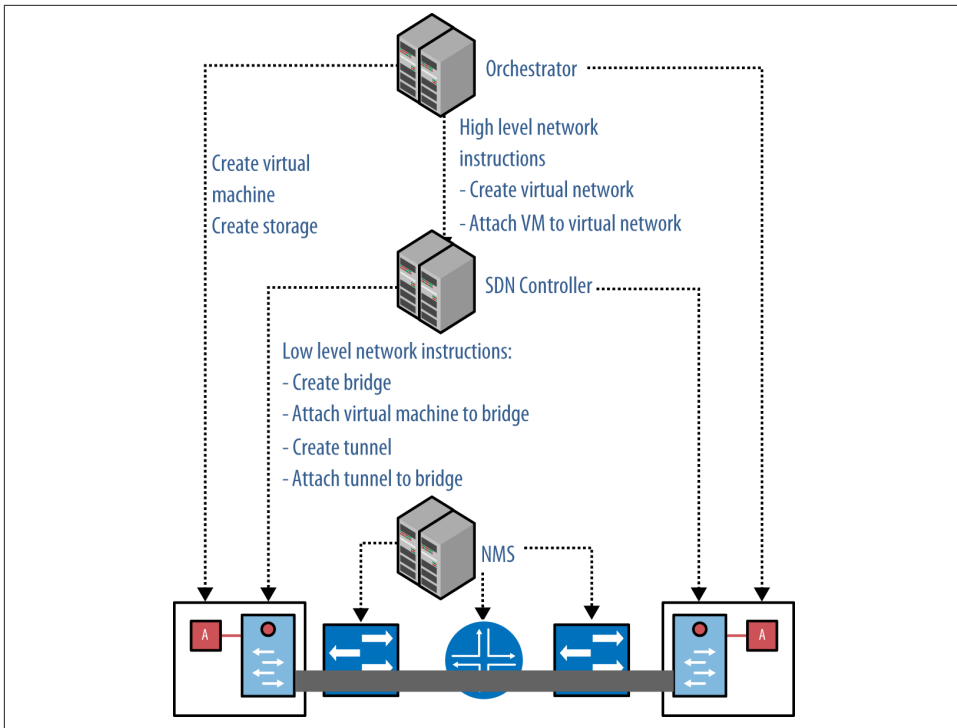 Orchestrator
High level network
instructions
- Create virtual network
- Attach VM to virtual network
Create virtual
machine
Create storage
SDN Controller
Low level network instructions:
- Create bridge
- Attach virtual machine to bridge
- Create tunnel
- Attach tunnel to bridge
NMS
A
A